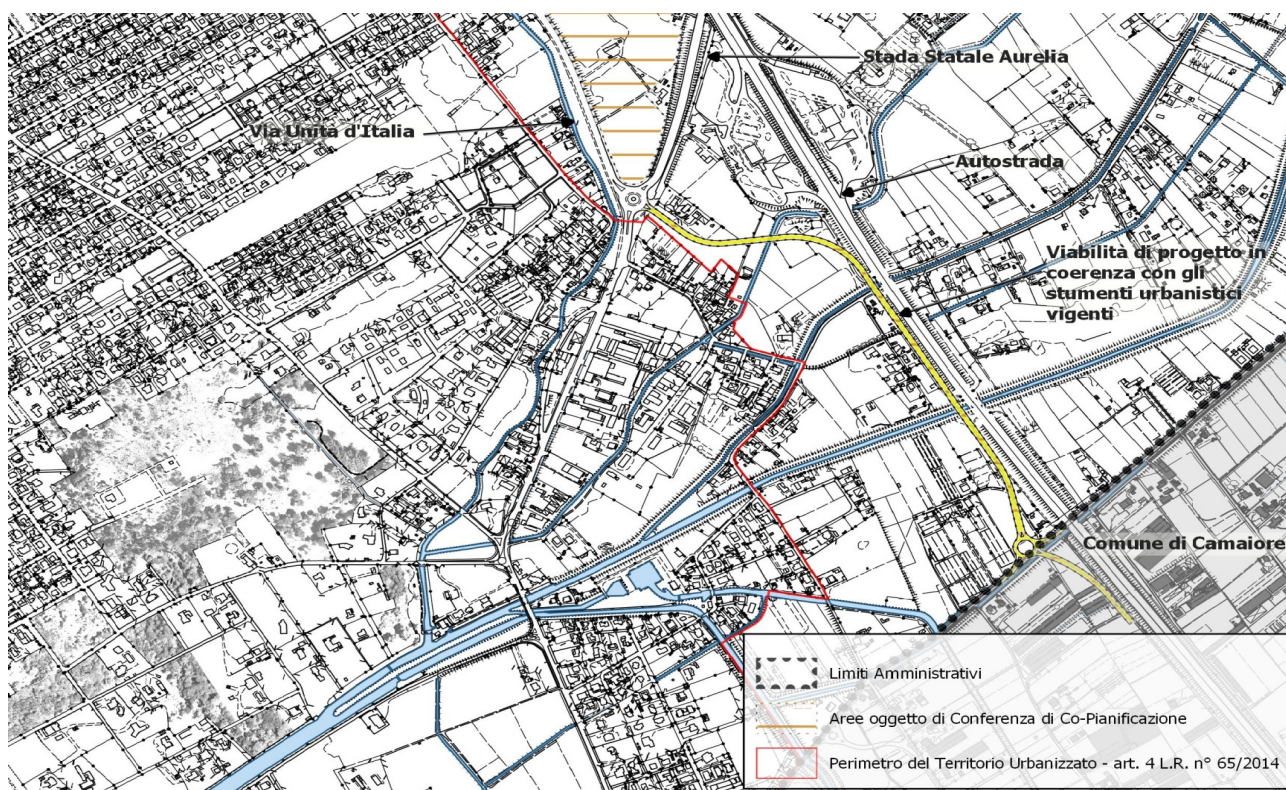 Stada Statale Aurelia
Via Unità d'Italia
Autostrada
Viabilità di progetto in
coerenza con gli
stumenti urbanistici
vigenti
Comune di Camaiore
Limiti Amministrativi
Aree oggetto di Conferenza di Co-Pianificazione
Perimetro del Territorio Urbanizzato - art. 4 L.R. n° 65/2014